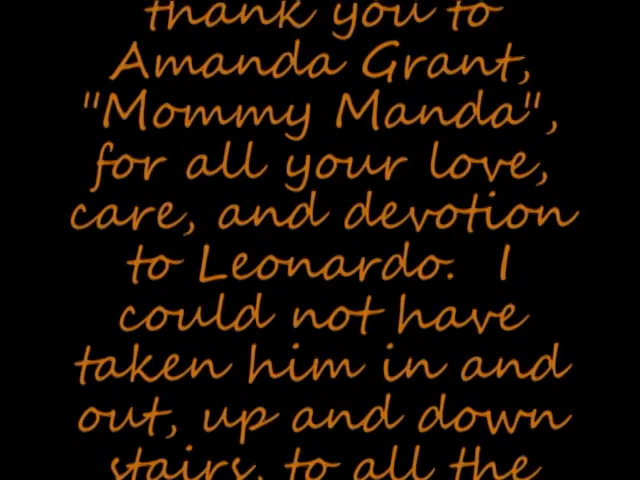 thank you to
Amanda Grant,
"Mommy Manda",
for all your love,
care, and devotion
to Leonardo.  I
could not have
taken him in and
out, up and down
stairs, to all the